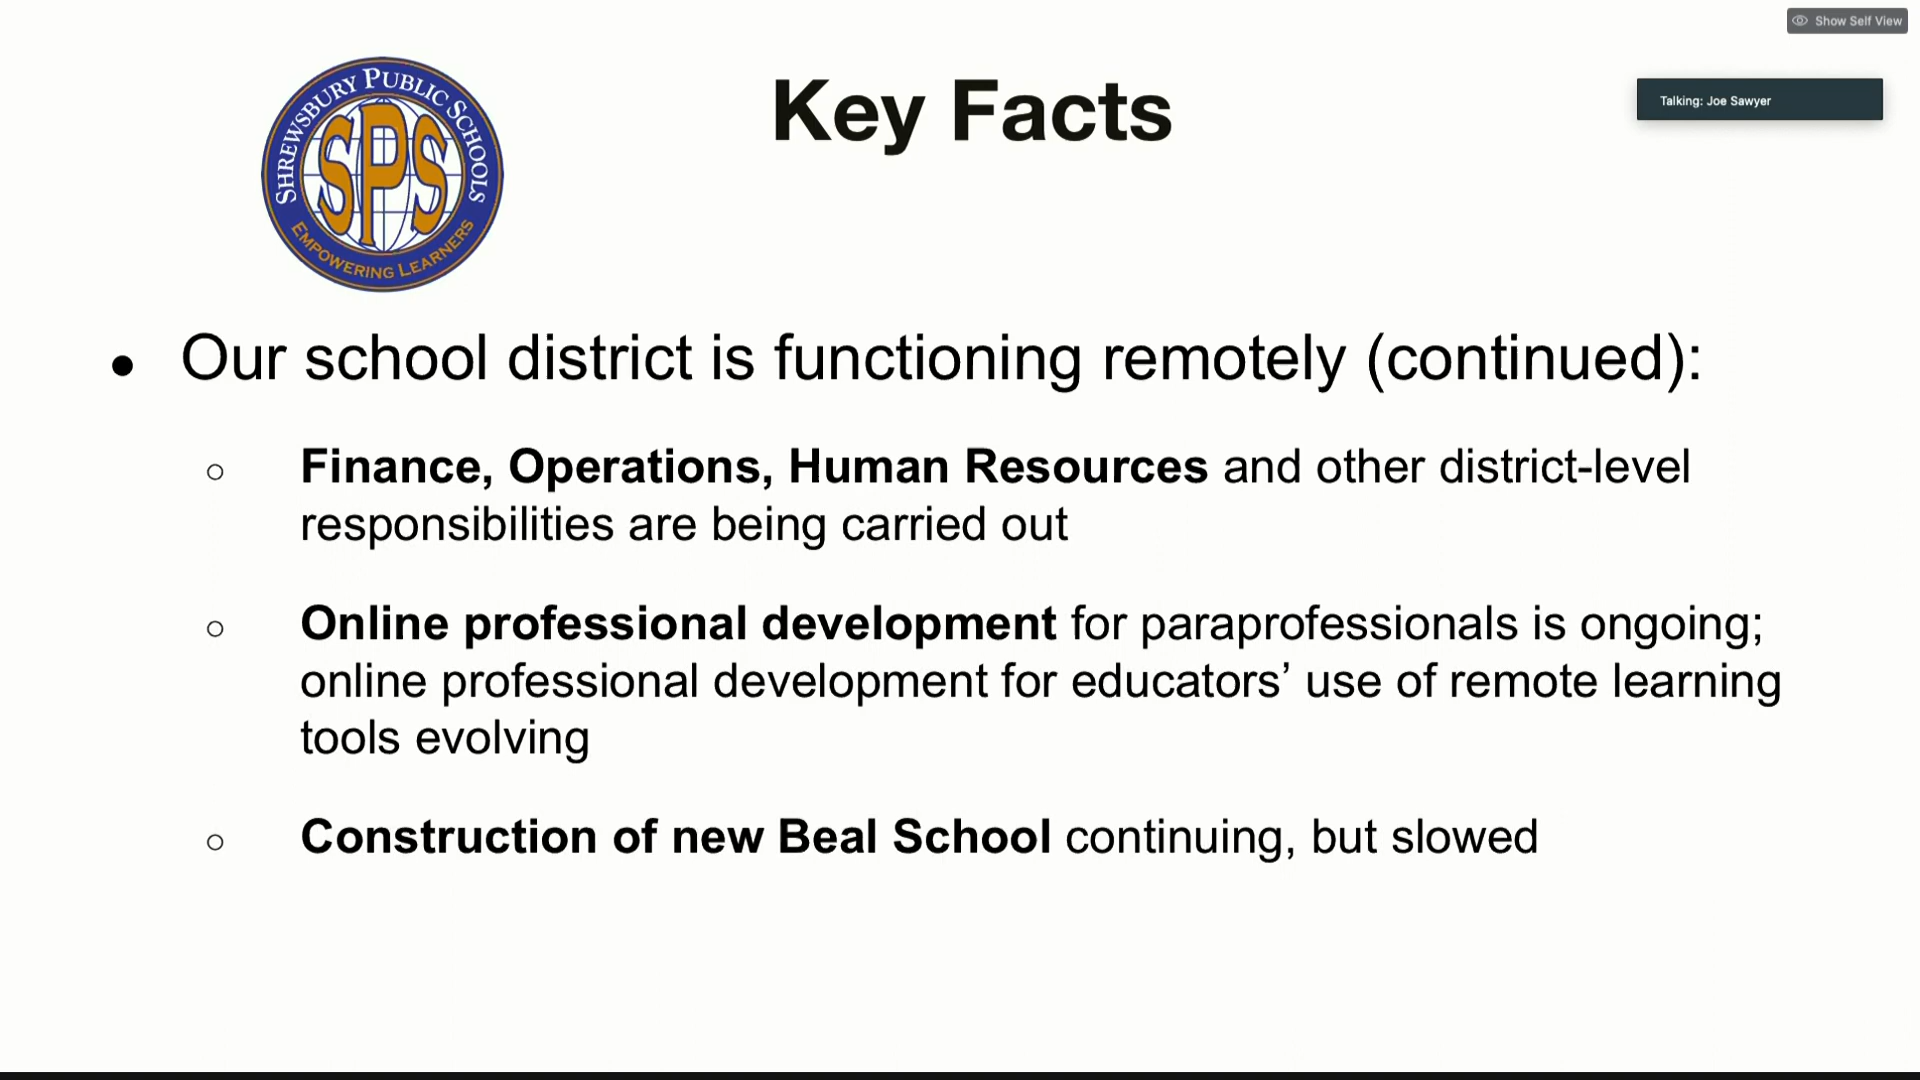 Show Self View
Talking: Joe Sawyer
SHREWSBURY PUBLIC SCHOOLS
SPS
EMPOWERING LEARNERS
Key Facts
● Our school district is functioning remotely (continued):
○ Finance, Operations, Human Resources and other district-level
responsibilities are being carried out
○ Online professional development for paraprofessionals is ongoing;
online professional development for educators’ use of remote learning
tools evolving
○ Construction of new Beal School continuing, but slowed